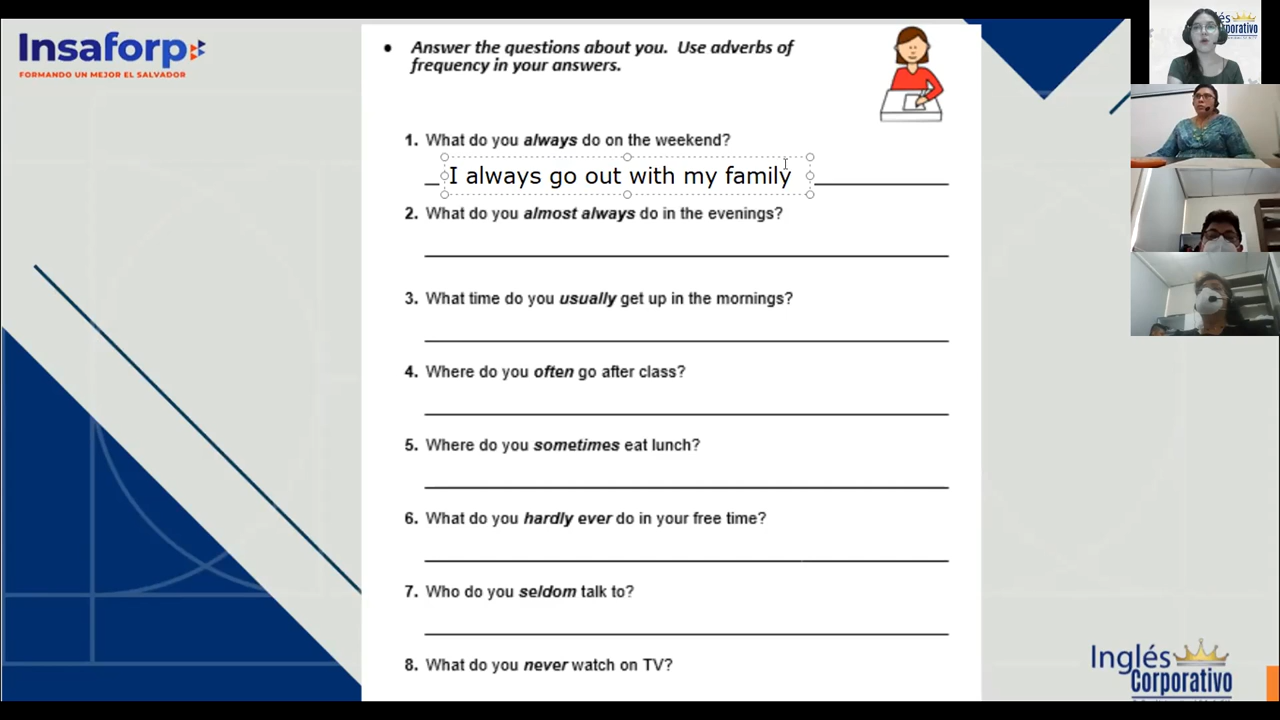 Insaforp
FORMANDO UN MEJOR EL SALVADOR
• Answer the questions about you. Use adverbs of
frequency in your answers.
1. What do you always do on the weekend?
I always go out with my family
2. What do you almost always do in the evenings?
3. What time do you usually get up in the mornings?
4. Where do you often go after class?
5. Where do you sometimes eat lunch?
6. What do you hardly ever do in your free time?
7. Who do you seldom talk to?
8. What do you never watch on TV?
Inglés
Corporativo